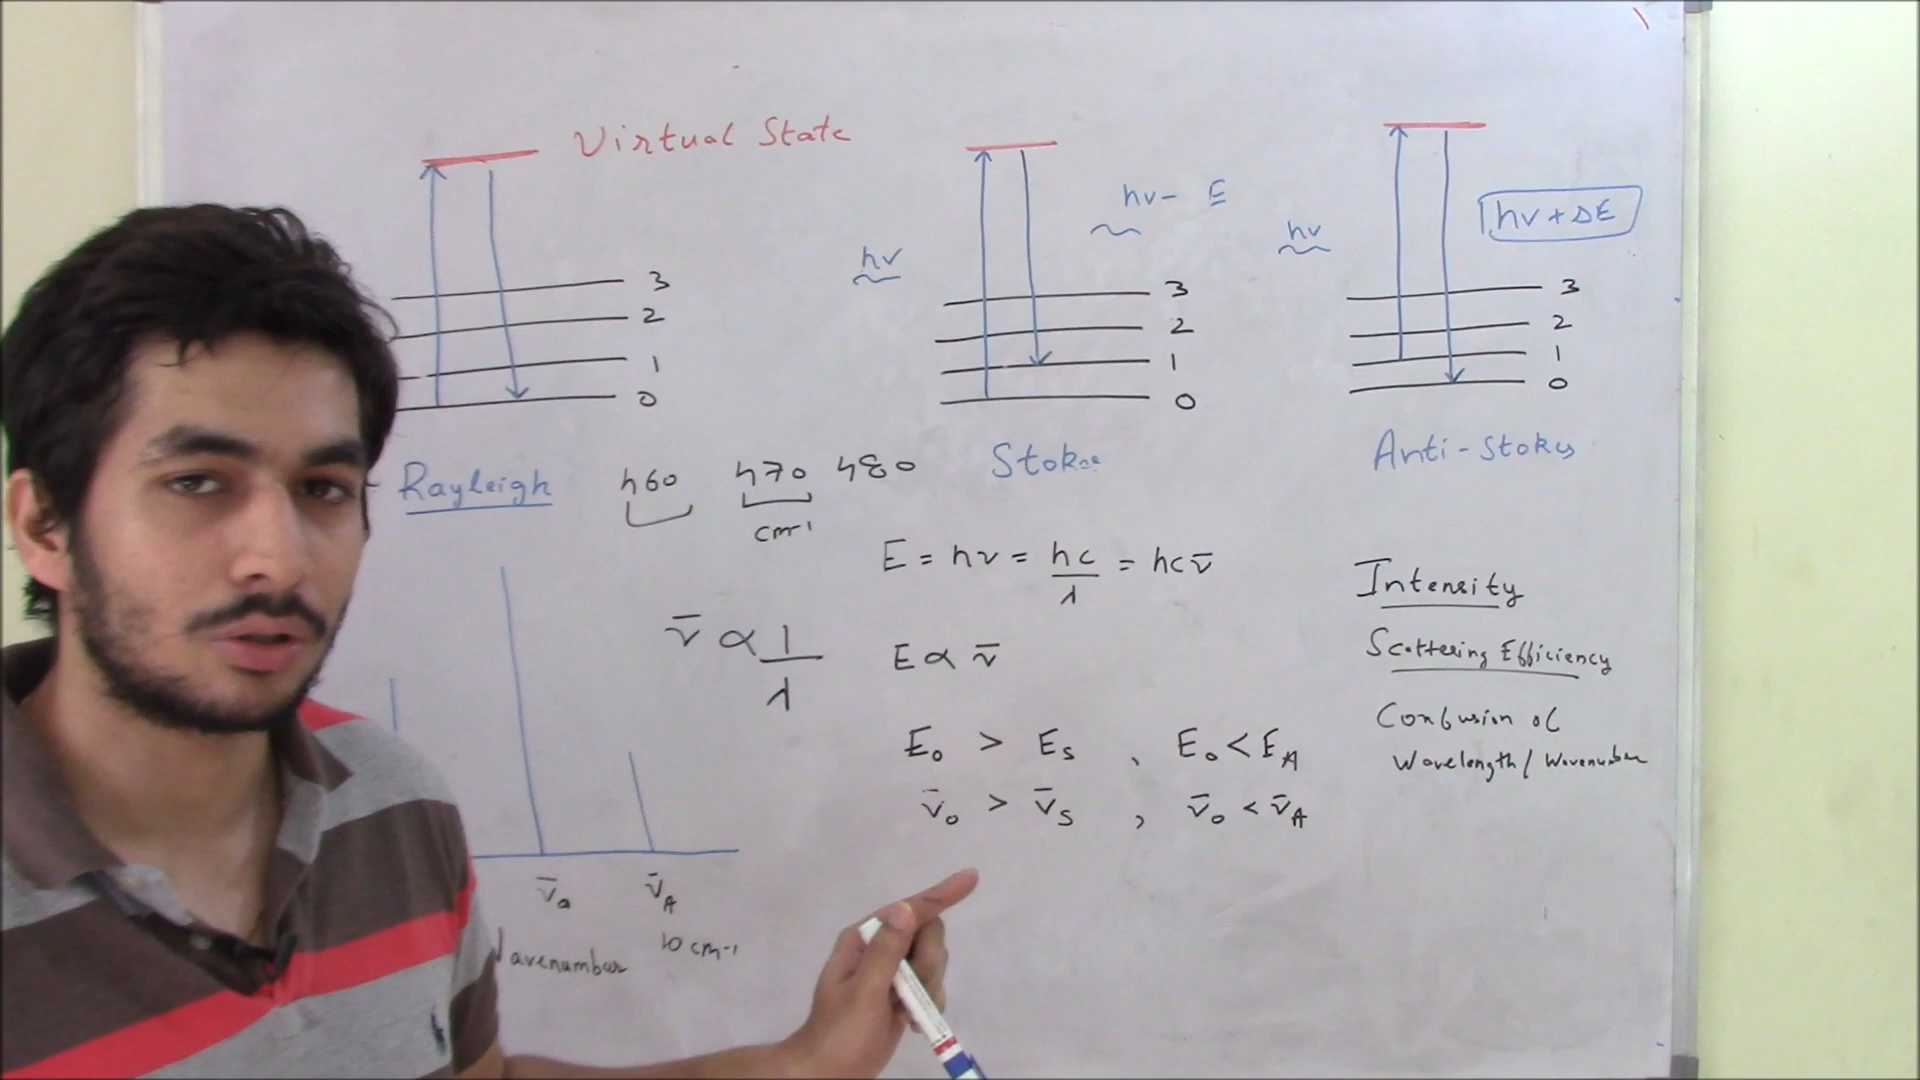 Virtual State
hν - E
hν
hν
hν + ΔE
3
2
1
0
3
2
1
0
3
2
1
0
Rayleigh
460 470 480
cm-1
Stokes
Anti-Stokes
E = hν = hc/λ = hcν̄
ν̄ ∝ 1/λ
E ∝ ν̄
E₀ > Eₛ , E₀ < E_A
ν̄₀ > ν̄ₛ , ν̄₀ < ν̄_A
Intensity
Scattering Efficiency
Confusion of
Wavelength / Wavenumber
ν̄₀ ν̄_A
10 cm-1
avenumber